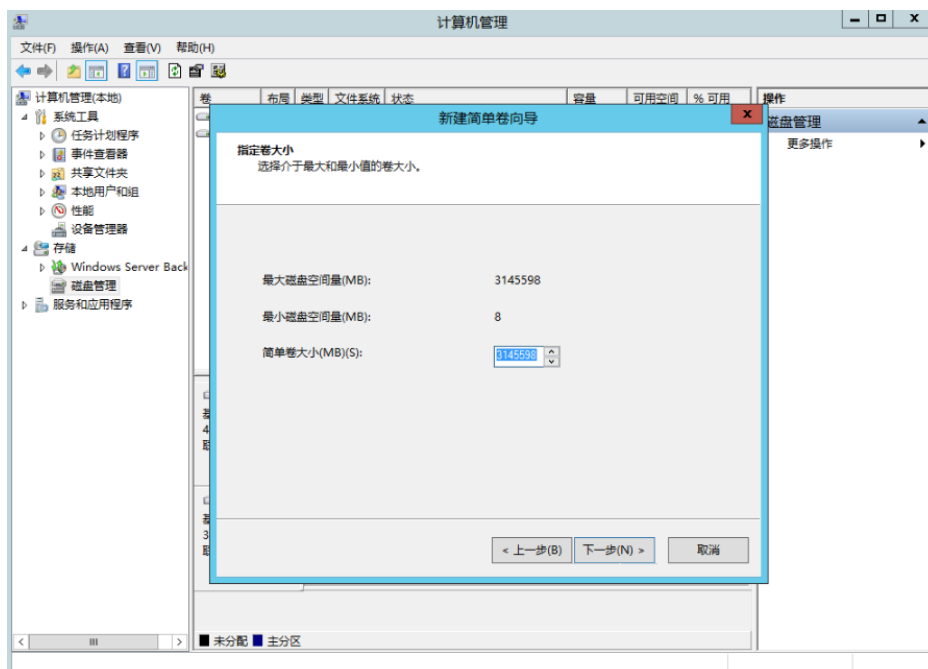 计算机管理
文件(F) 操作(A) 查看(V) 帮助(H)
计算机管理(本地)
系统工具
任务计划程序
事件查看器
共享文件夹
本地用户和组
性能
设备管理器
存储
Windows Server Back
磁盘管理
服务和应用程序
卷 布局 类型 文件系统 状态 容量 可用空间 % 可用
操作
磁盘管理
更多操作
新建简单卷向导
指定卷大小
选择介于最大和最小值的卷大小。
最大磁盘空间量(MB): 3145598
最小磁盘空间量(MB): 8
简单卷大小(MB)(S): 3145598
< 上一步(B) 下一步(N) > 取消
4
3
未分配 主分区